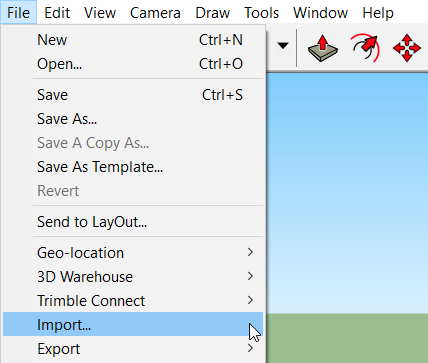 File Edit View Camera Draw Tools Window Help
New Ctrl+N
Open... Ctrl+O
Save Ctrl+S
Save As...
Save A Copy As...
Save As Template...
Revert
Send to LayOut...
Geo-location
3D Warehouse
Trimble Connect
Import...
Export